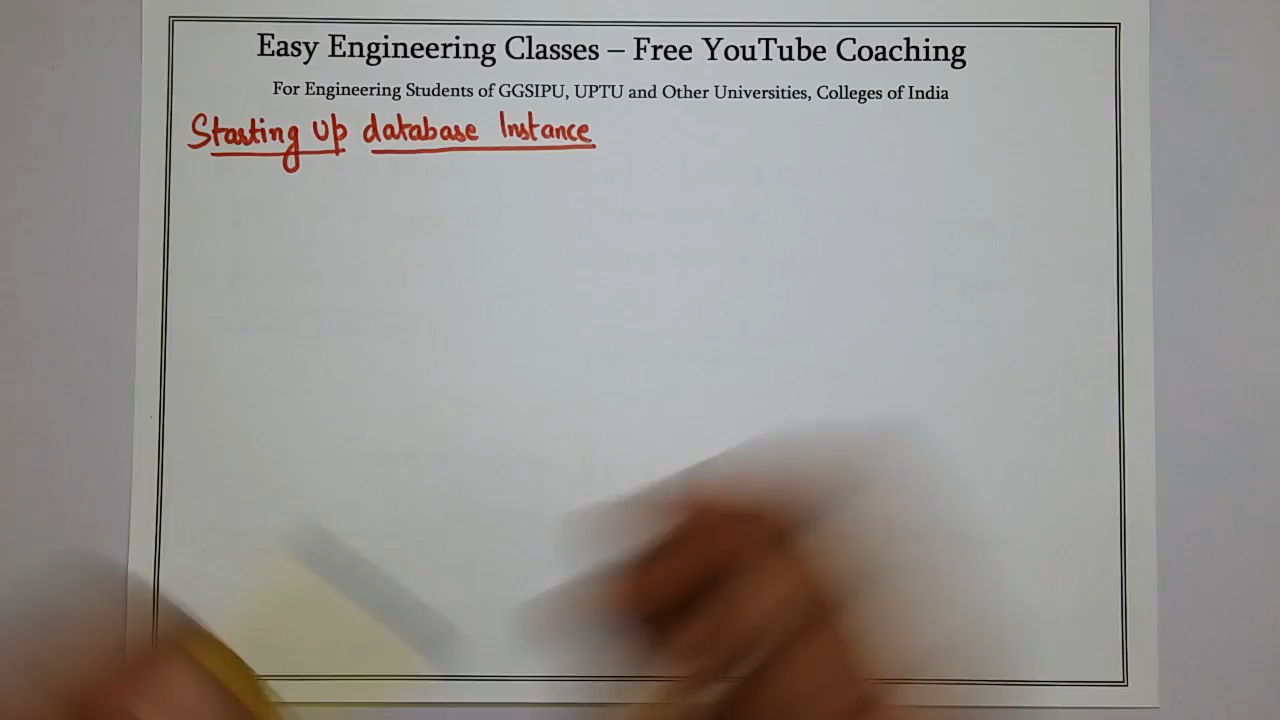 Easy Engineering Classes – Free YouTube Coaching
For Engineering Students of GGSIPU, UPTU and Other Universities, Colleges of India
Starting up database Instance